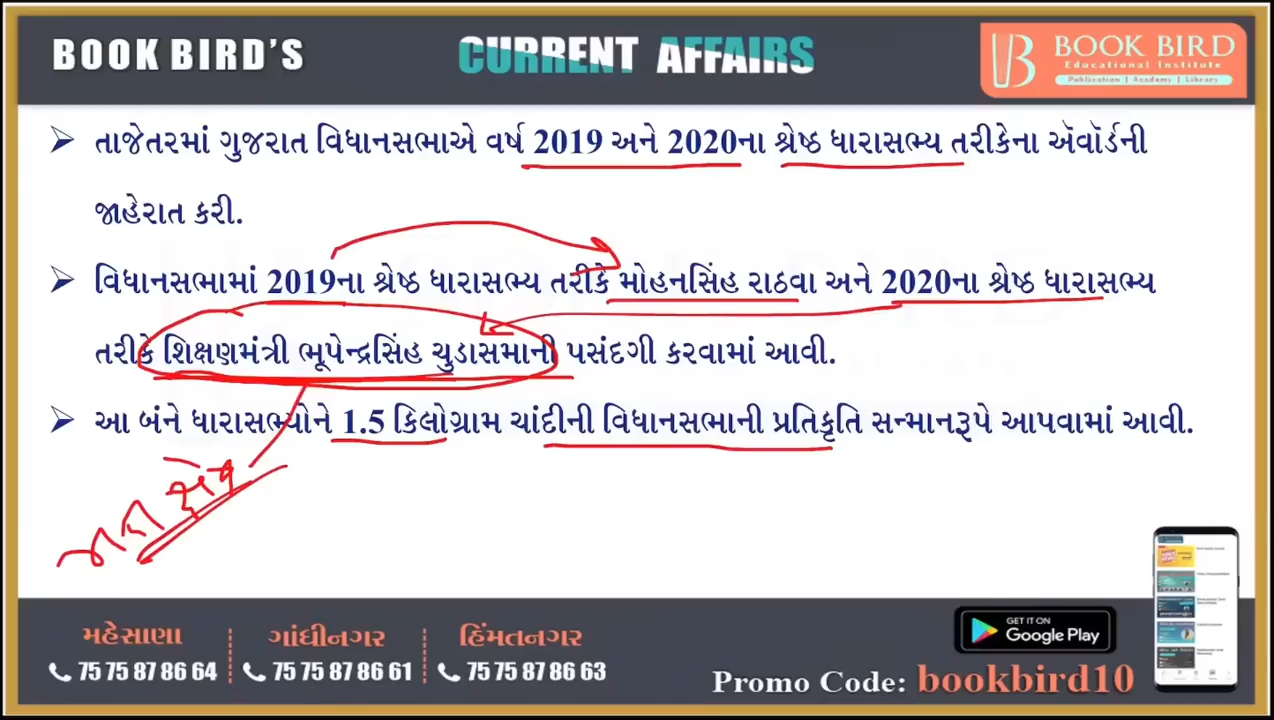 BOOK BIRD'S
CURRENT AFFAIRS
BOOK BIRD
Educational Institute
Publication | Academy | Library
➢ તાજેતરમાં ગુજરાત વિધાનસભાએ વર્ષ 2019 અને 2020ના શ્રેષ્ઠ ધારાસભ્ય તરીકેના ઍવૉર્ડની
જાહેરાત કરી.
➢ વિધાનસભામાં 2019ના શ્રેષ્ઠ ધારાસભ્ય તરીકે મોહનસિંહ રાઠવા અને 2020ના શ્રેષ્ઠ ધારાસભ્ય
તરીકે શિક્ષણમંત્રી ભૂપેન્દ્રસિંહ ચુડાસમાની પસંદગી કરવામાં આવી.
➢ આ બંને ધારાસભ્યોને 1.5 કિલોગ્રામ ચાંદીની વિધાનસભાની પ્રતિકૃતિ સન્માનરૂપે આપવામાં આવી.
મહેસાણા
75 75 87 86 64
ગાંધીનગર
75 75 87 86 61
હિંમતનગર
75 75 87 86 63
GET IT ON
Google Play
Promo Code: bookbird10